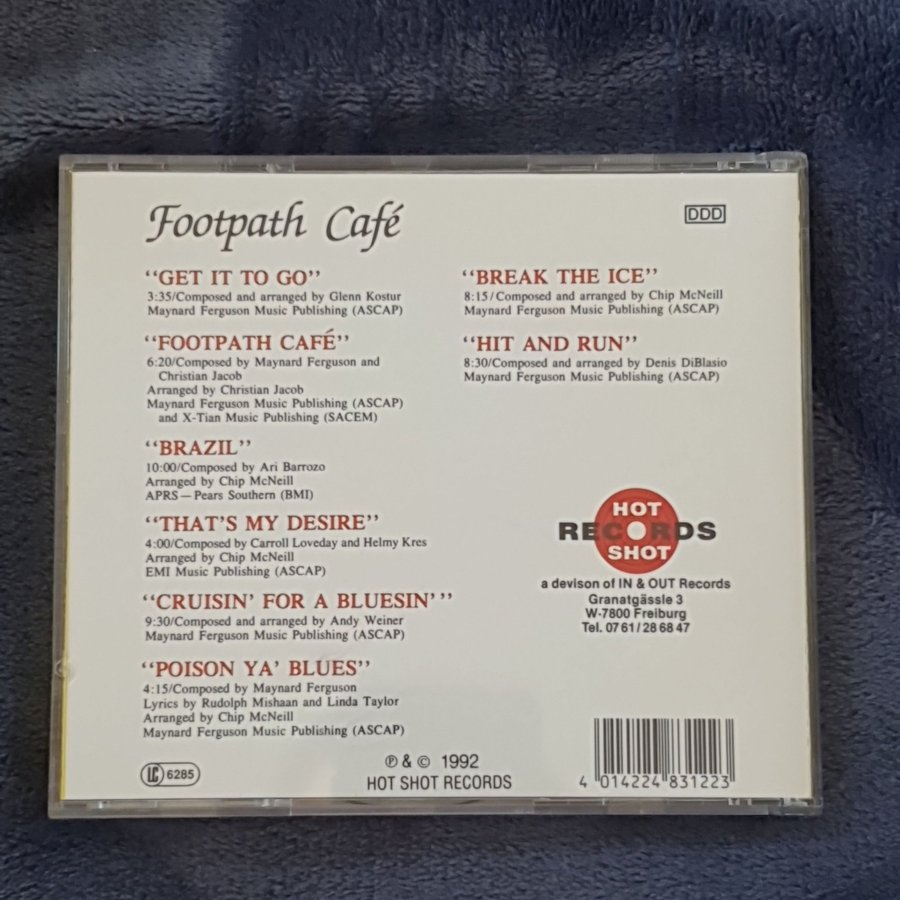 Footpath Café
DDD
"GET IT TO GO"
3:35/Composed and arranged by Glenn Kostur
Maynard Ferguson Music Publishing (ASCAP)
"FOOTPATH CAFÉ"
6:20/Composed by Maynard Ferguson and
Christian Jacob
Arranged by Christian Jacob
Maynard Ferguson Music Publishing (ASCAP)
and X-Tian Music Publishing (SACEM)
"BRAZIL"
10:00/Composed by Ari Barrozo
Arranged by Chip McNeill
APRS — Pears Southern (BMI)
"THAT'S MY DESIRE"
4:00/Composed by Carroll Loveday and Helmy Kres
Arranged by Chip McNeill
EMI Music Publishing (ASCAP)
"CRUISIN' FOR A BLUESIN'"
9:30/Composed and arranged by Andy Weiner
Maynard Ferguson Music Publishing (ASCAP)
"POISON YA' BLUES"
4:15/Composed by Maynard Ferguson
Lyrics by Rudolph Mishaan and Linda Taylor
Arranged by Chip McNeill
Maynard Ferguson Music Publishing (ASCAP)
"BREAK THE ICE"
8:15/Composed and arranged by Chip McNeill
Maynard Ferguson Music Publishing (ASCAP)
"HIT AND RUN"
8:30/Composed and arranged by Denis DiBlasio
Maynard Ferguson Music Publishing (ASCAP)
HOT
RECORDS
SHOT
a devison of IN & OUT Records
Granatgässle 3
W-7800 Freiburg
Tel. 07 61/28 68 47
LC 6285
℗ & © 1992
HOT SHOT RECORDS
4 014224 831223